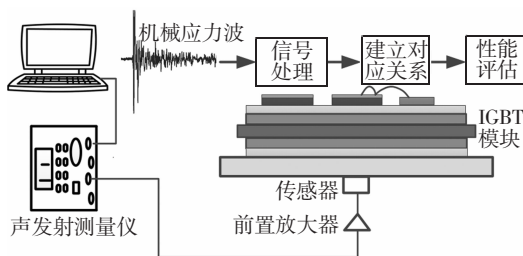 机械应力波
信号
处理
建立对
应关系
性能
评估
IGBT
模块
传感器
前置放大器
声发射测量仪